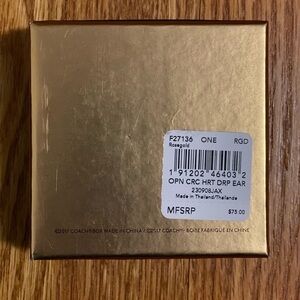 F27136 ONE RGD
Rosegold
1 91202 46403 2
OPN CRC HRT DRP EAR
230908JAX
Made in Thailand/Thaïlande
MFSRP $75.00
©2017 COACH® BOX MADE IN CHINA / ©2017 COACH® BOÎTE FABRIQUÉE EN CHINE